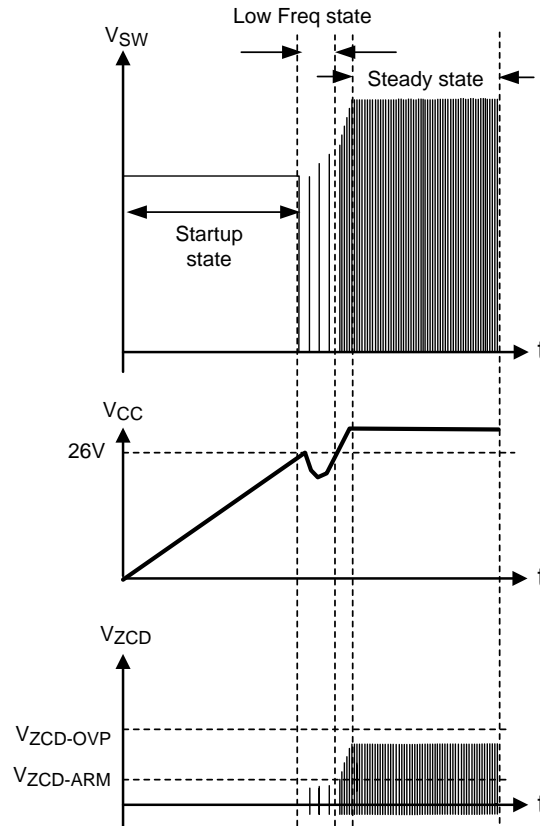 Low Freq state
VSW
Steady state
Startup
state
t
VCC
26V
t
VZCD
VZCD-OVP
VZCD-ARM
t